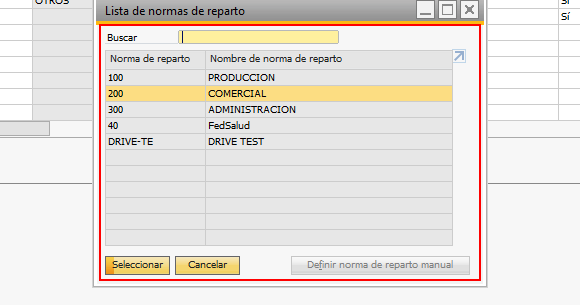 OTROS
Sí
Sí
Lista de normas de reparto
Buscar
Norma de reparto Nombre de norma de reparto
100 PRODUCCION
200 COMERCIAL
300 ADMINISTRACION
40 FedSalud
DRIVE-TE DRIVE TEST
Seleccionar Cancelar Definir norma de reparto manual